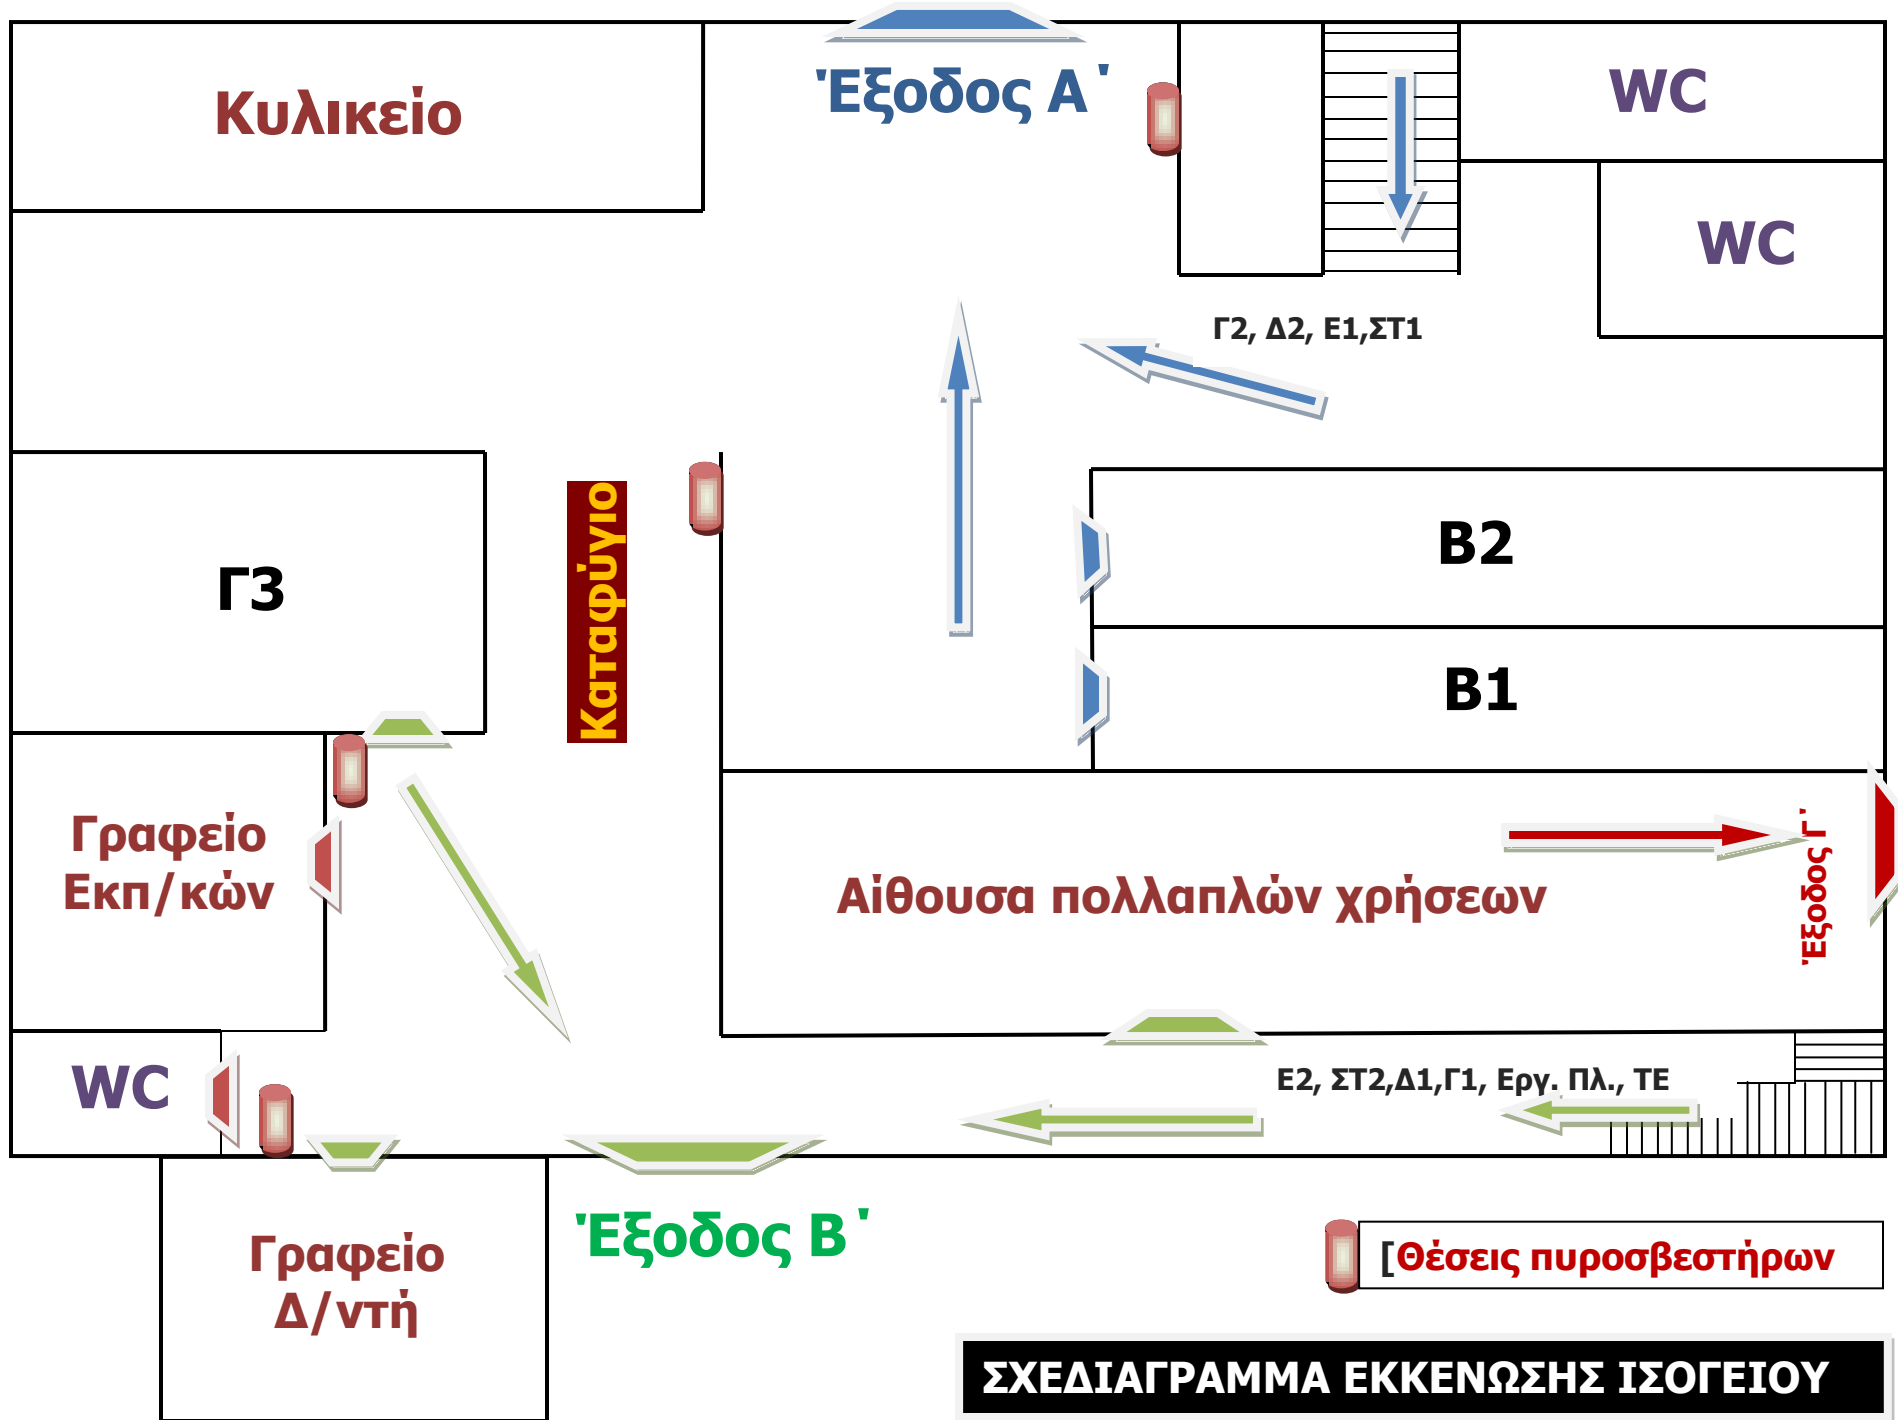 Κυλικείο
Έξοδος Α΄
WC
WC
Γ2, Δ2, Ε1,ΣΤ1
Καταφύγιο
Γ3
Β2
Β1
Γραφείο
Εκπ/κών
Αίθουσα πολλαπλών χρήσεων
Έξοδος Γ΄
WC
Ε2, ΣΤ2,Δ1,Γ1, Εργ. Πλ., ΤΕ
Έξοδος Β΄
Γραφείο
Δ/ντή
[Θέσεις πυροσβεστήρων
ΣΧΕΔΙΑΓΡΑΜΜΑ ΕΚΚΕΝΩΣΗΣ ΙΣΟΓΕΙΟΥ